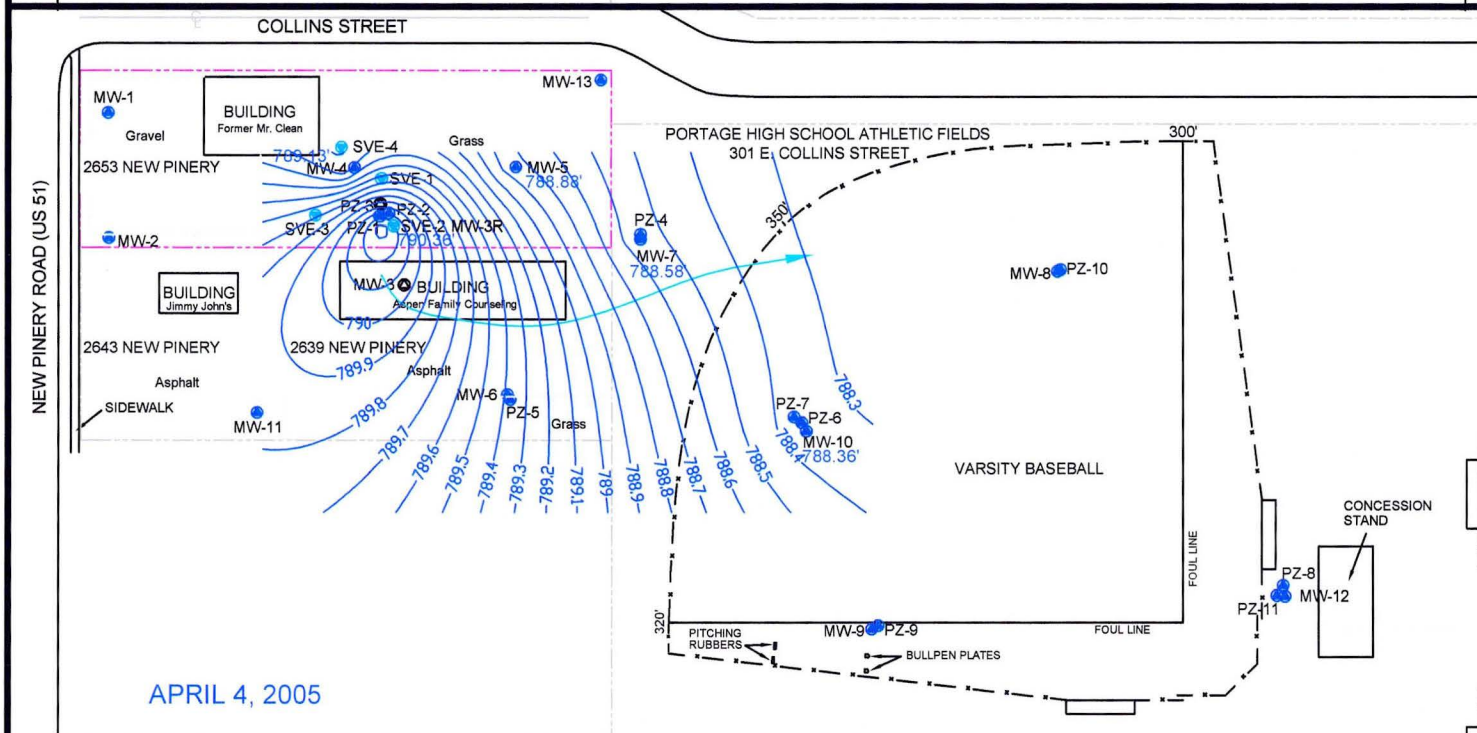 COLLINS STREET
MW-13
MW-1
BUILDING
Former Mr. Clean
Gravel
Grass
SVE-4
PORTAGE HIGH SCHOOL ATHLETIC FIELDS
301 E. COLLINS STREET
300'
2653 NEW PINERY
789.13'
MW-4
MW-5
788.88'
SVE-1
PZ-3
PZ-2
SVE-3
PZ-1
SVE-2 MW-3R
790.36'
350'
PZ-4
MW-7
788.58'
MW-2
NEW PINERY ROAD (US 51)
MW-8
PZ-10
BUILDING
Jimmy John's
MW-3
BUILDING
Aspen Family Counseling
790
2643 NEW PINERY
2639 NEW PINERY
789.9
Asphalt
Asphalt
SIDEWALK
MW-11
789.8
MW-6
PZ-5
Grass
788.3
PZ-7
PZ-6
MW-10
788.4
788.36'
789.7
789.6
789.5
789.4
789.3
789.2
789.1
789
788.9
788.8
788.7
788.6
788.5
VARSITY BASEBALL
CONCESSION
STAND
FOUL LINE
PZ-8
PZ-11
MW-12
320'
PITCHING
RUBBERS
MW-9
PZ-9
FOUL LINE
BULLPEN PLATES
APRIL 4, 2005